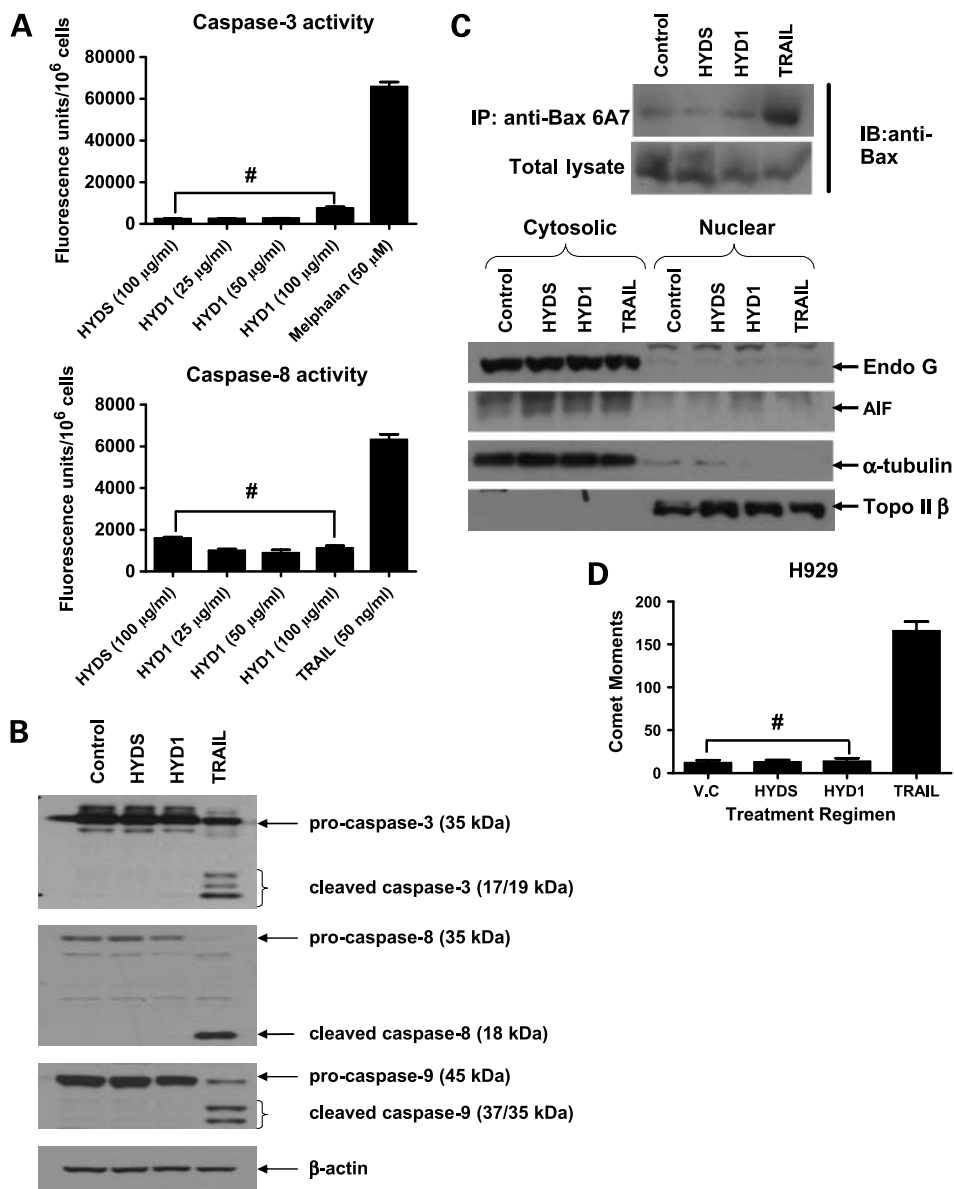 A
Caspase-3 activity
Fluorescence units/10⁶ cells
80000
60000
40000
20000
0
#
HYDS (100 µg/ml)
HYD1 (25 µg/ml)
HYD1 (50 µg/ml)
HYD1 (100 µg/ml)
Melphalan (50 µM)
Caspase-8 activity
Fluorescence units/10⁶ cells
8000
6000
4000
2000
0
#
HYDS (100 µg/ml)
HYD1 (25 µg/ml)
HYD1 (50 µg/ml)
HYD1 (100 µg/ml)
TRAIL (50 ng/ml)
B
Control
HYDS
HYD1
TRAIL
pro-caspase-3 (35 kDa)
cleaved caspase-3 (17/19 kDa)
pro-caspase-8 (35 kDa)
cleaved caspase-8 (18 kDa)
pro-caspase-9 (45 kDa)
cleaved caspase-9 (37/35 kDa)
β-actin
C
Control
HYDS
HYD1
TRAIL
IP: anti-Bax 6A7
Total lysate
IB:anti-
Bax
Cytosolic
Nuclear
Control
HYDS
HYD1
TRAIL
Control
HYDS
HYD1
TRAIL
Endo G
AIF
α-tubulin
Topo II β
D
H929
Comet Moments
200
150
100
50
0
#
V.C
HYDS
HYD1
TRAIL
Treatment Regimen